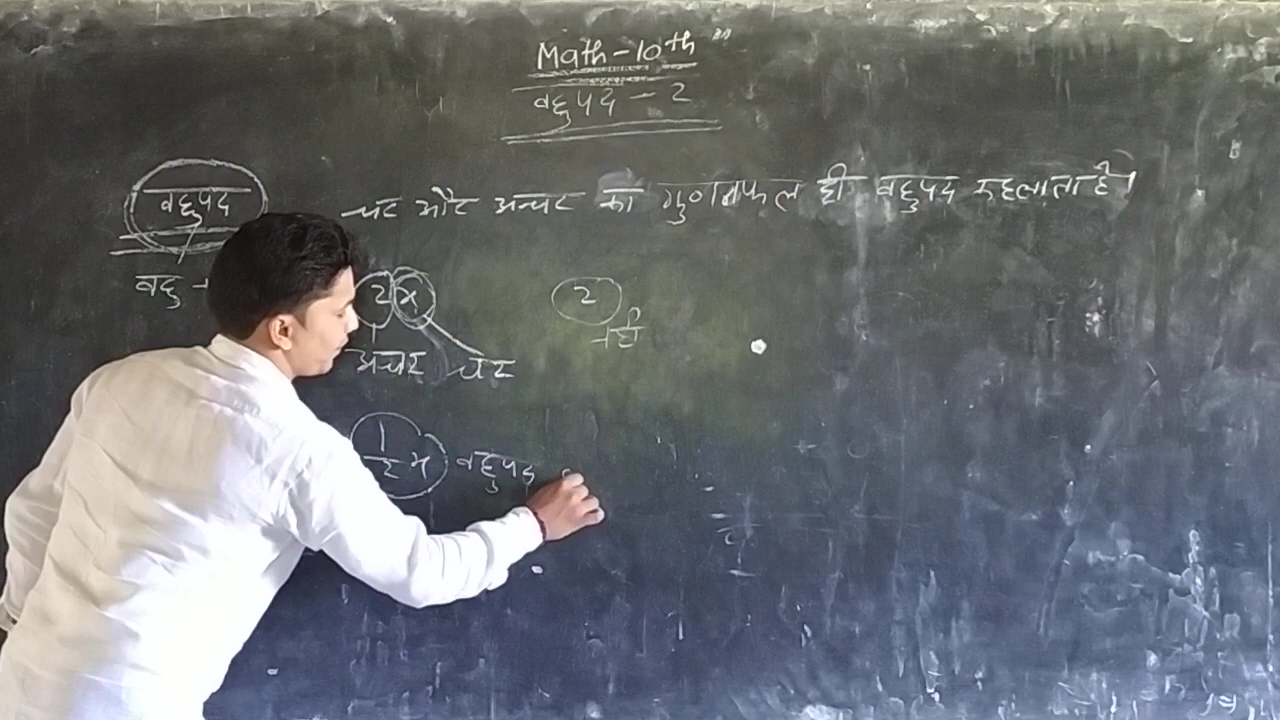 Math-10th
बहुपद - 2
बहुपद
चर और अचर का गुणनफल ही बहुपद कहलाता है।
बहु
2x
2
नहीं
अचर चर
1/2 x बहुपद